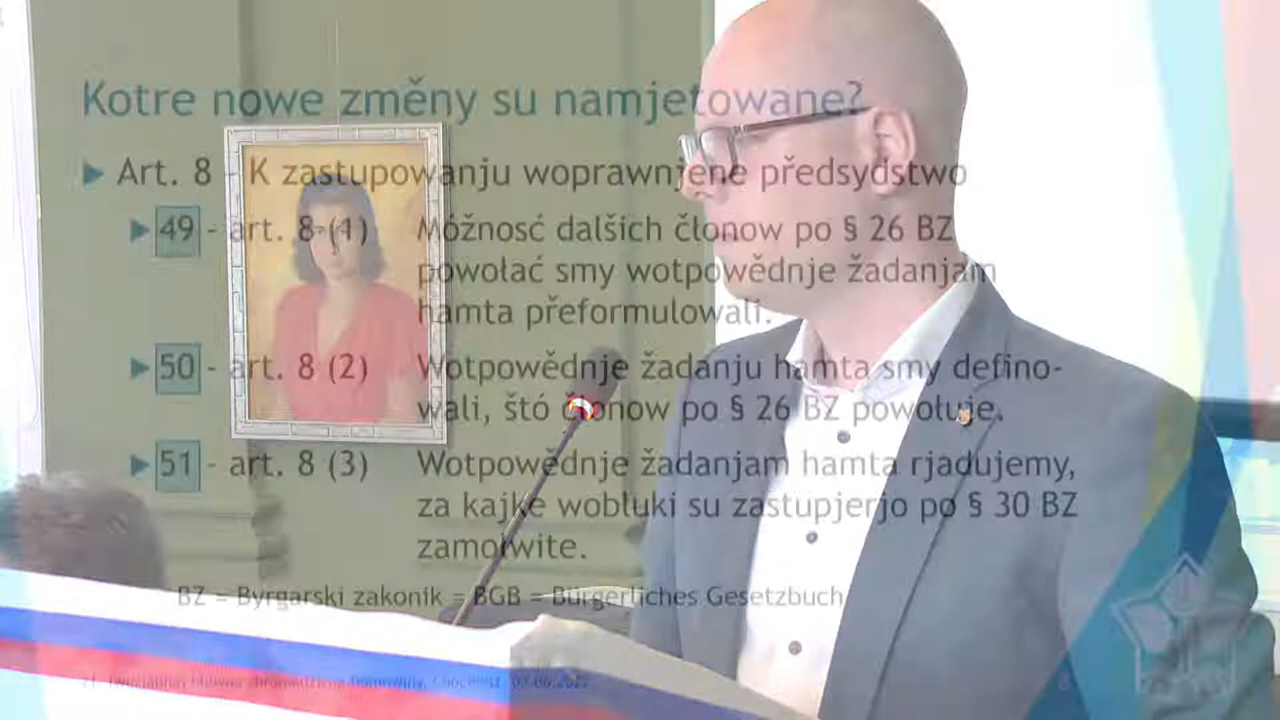 Kotre nowe změny su namjetowane?
Art. 8 - K zastupowanju woprawnjene předsydstwo
49 - art. 8 (1) Móžnosć dalšich čłonow po § 26 BZ
powołać smy wotpowědnje žadanjam
hamta přeformulowali.
50 - art. 8 (2) Wotpowědnje žadanju hamta smy defino-
wali, štó čłonow po § 26 BZ powołuje.
51 - art. 8 (3) Wotpowědnje žadanjam hamta rjadujemy,
za kajke wobłuki su zastupjerjo po § 30 BZ
zamołwite.
BZ = Byrgarski zakonik = BGB = Bürgerliches Gesetzbuch